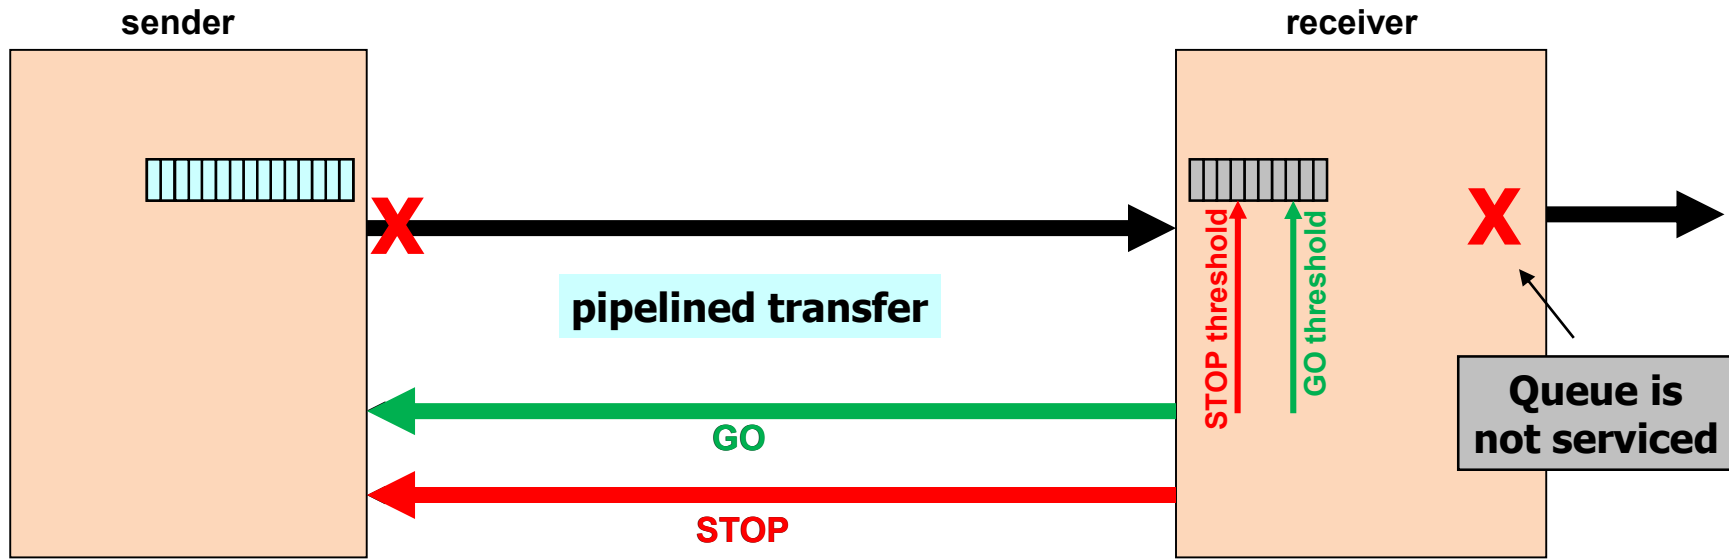 sender
receiver
X
X
pipelined transfer
STOP threshold
GO threshold
GO
STOP
Queue is
not serviced